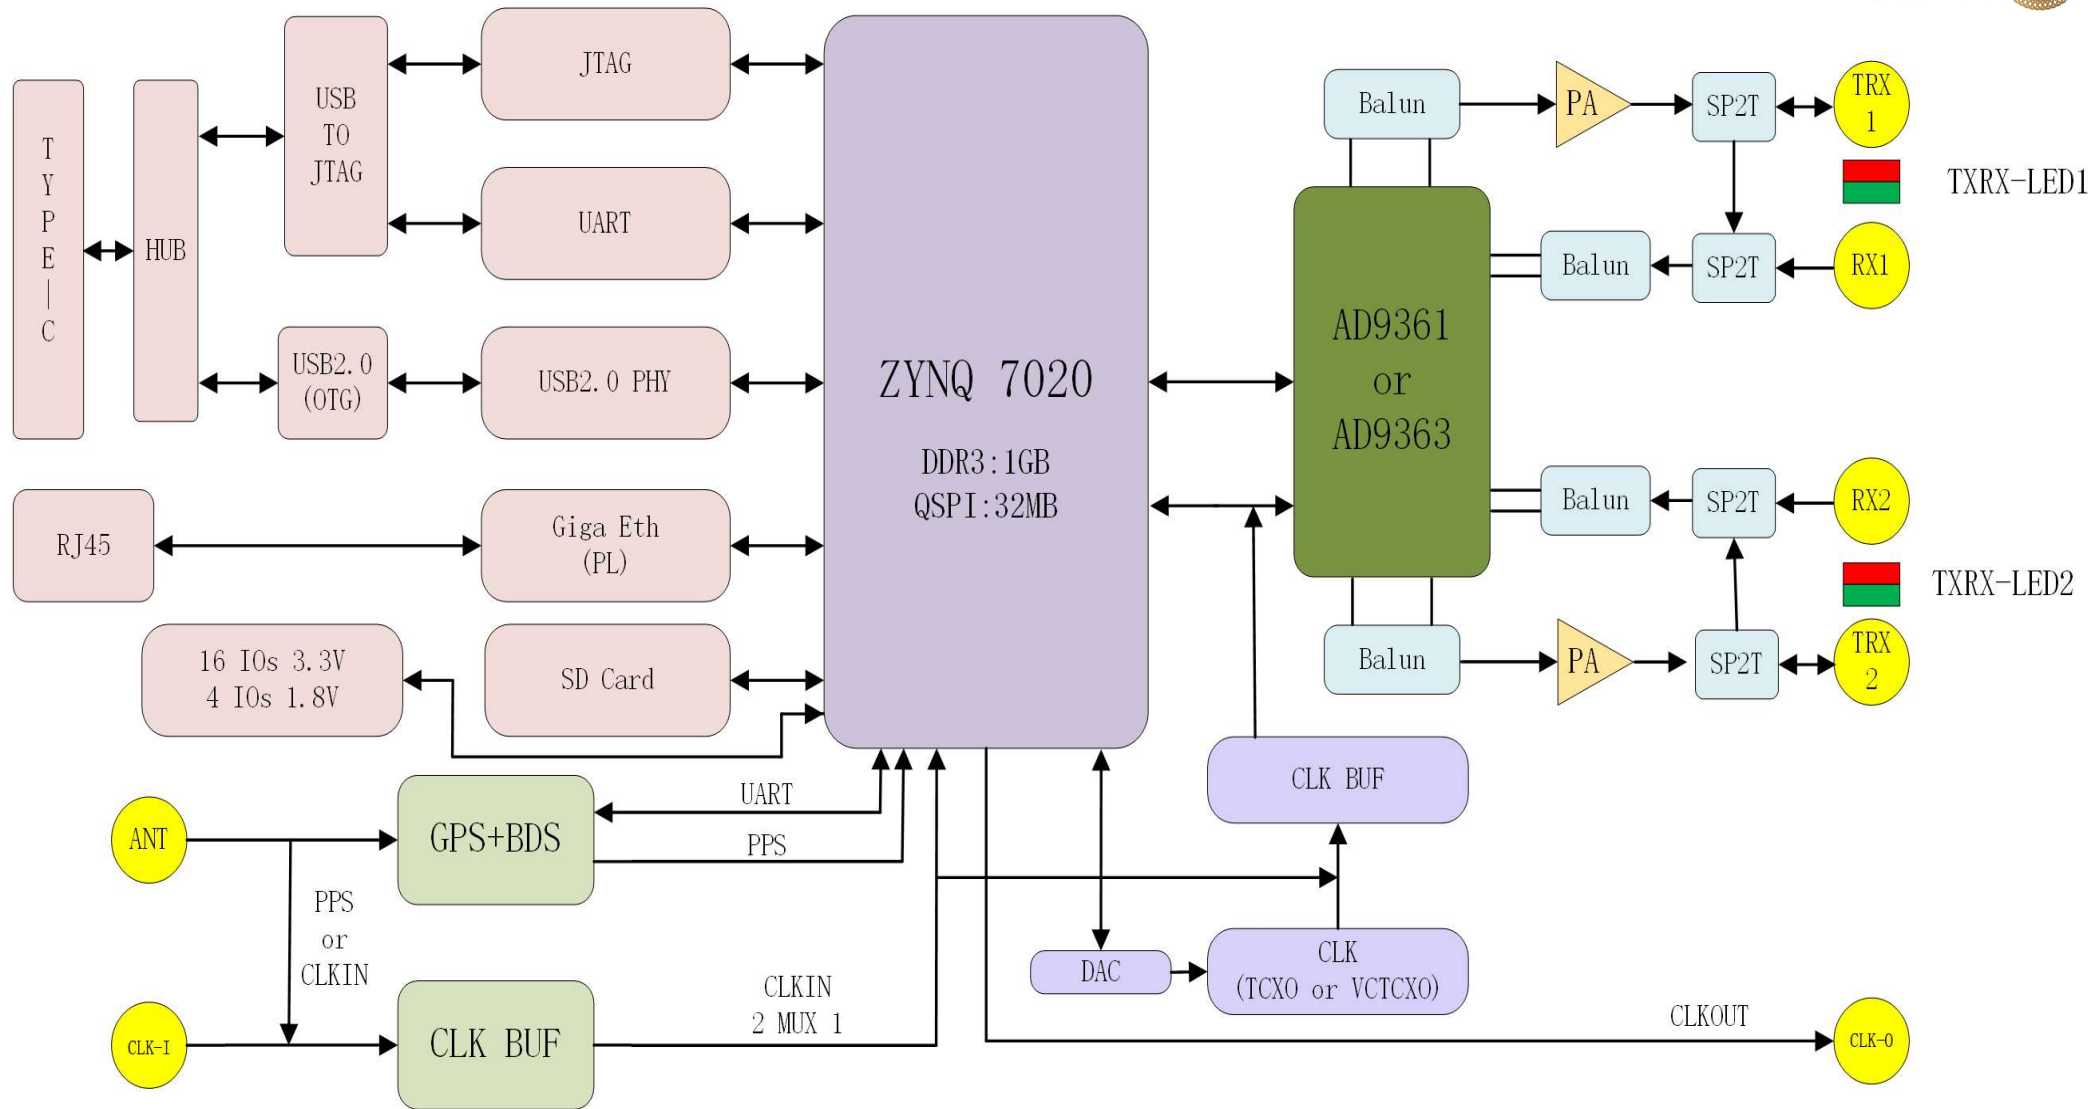 T
Y
P
E
|
C
HUB
USB
TO
JTAG
JTAG
UART
USB2.0
(OTG)
USB2.0 PHY
RJ45
Giga Eth
(PL)
16 IOs 3.3V
4 IOs 1.8V
SD Card
ZYNQ 7020
DDR3:1GB
QSPI:32MB
AD9361
or
AD9363
Balun
PA
SP2T
TRX
1
TXRX-LED1
Balun
SP2T
RX1
Balun
SP2T
RX2
TXRX-LED2
Balun
PA
SP2T
TRX
2
ANT
GPS+BDS
UART
PPS
PPS
or
CLKIN
CLK-I
CLK BUF
CLKIN
2 MUX 1
CLK BUF
DAC
CLK
(TCXO or VCTCXO)
CLKOUT
CLK-O